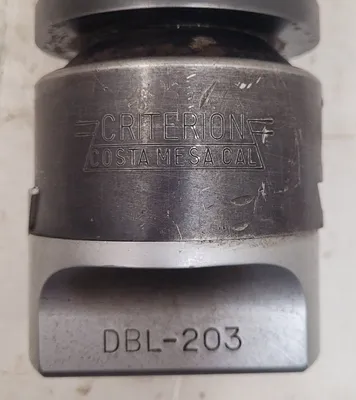 CRITERION
COSTA MESA, CAL.
DBL-203